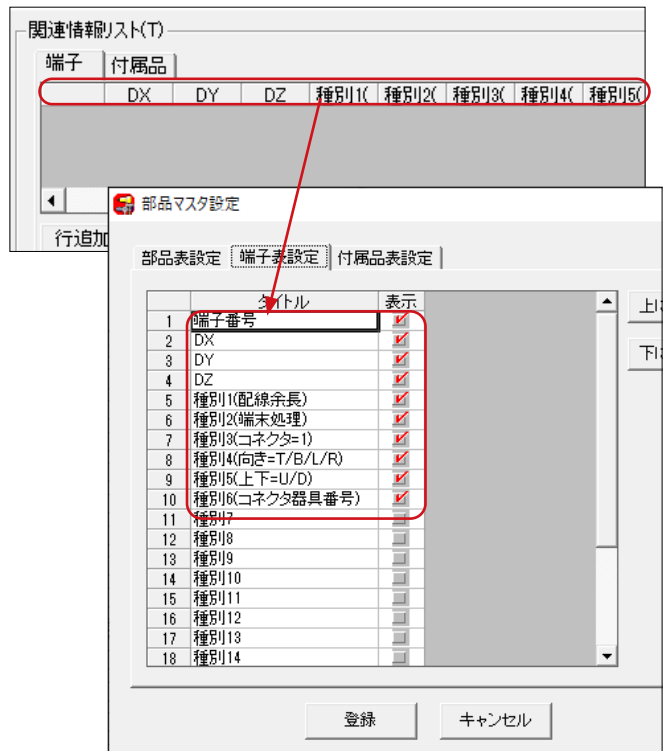 関連情報リスト(T)
端子 付属品
DX DY DZ 種別1( 種別2( 種別3( 種別4( 種別5(
行追加
部品マスタ設定
部品表設定 端子表設定 付属品表設定
タイトル 表示
1 端子番号
2 DX
3 DY
4 DZ
5 種別1(配線余長)
6 種別2(端末処理)
7 種別3(コネクタ=1)
8 種別4(向き=T/B/L/R)
9 種別5(上下=U/D)
10 種別6(コネクタ器具番号)
11 種別7
12 種別8
13 種別9
14 種別10
15 種別11
16 種別12
17 種別13
18 種別14
上に
下に
登録 キャンセル